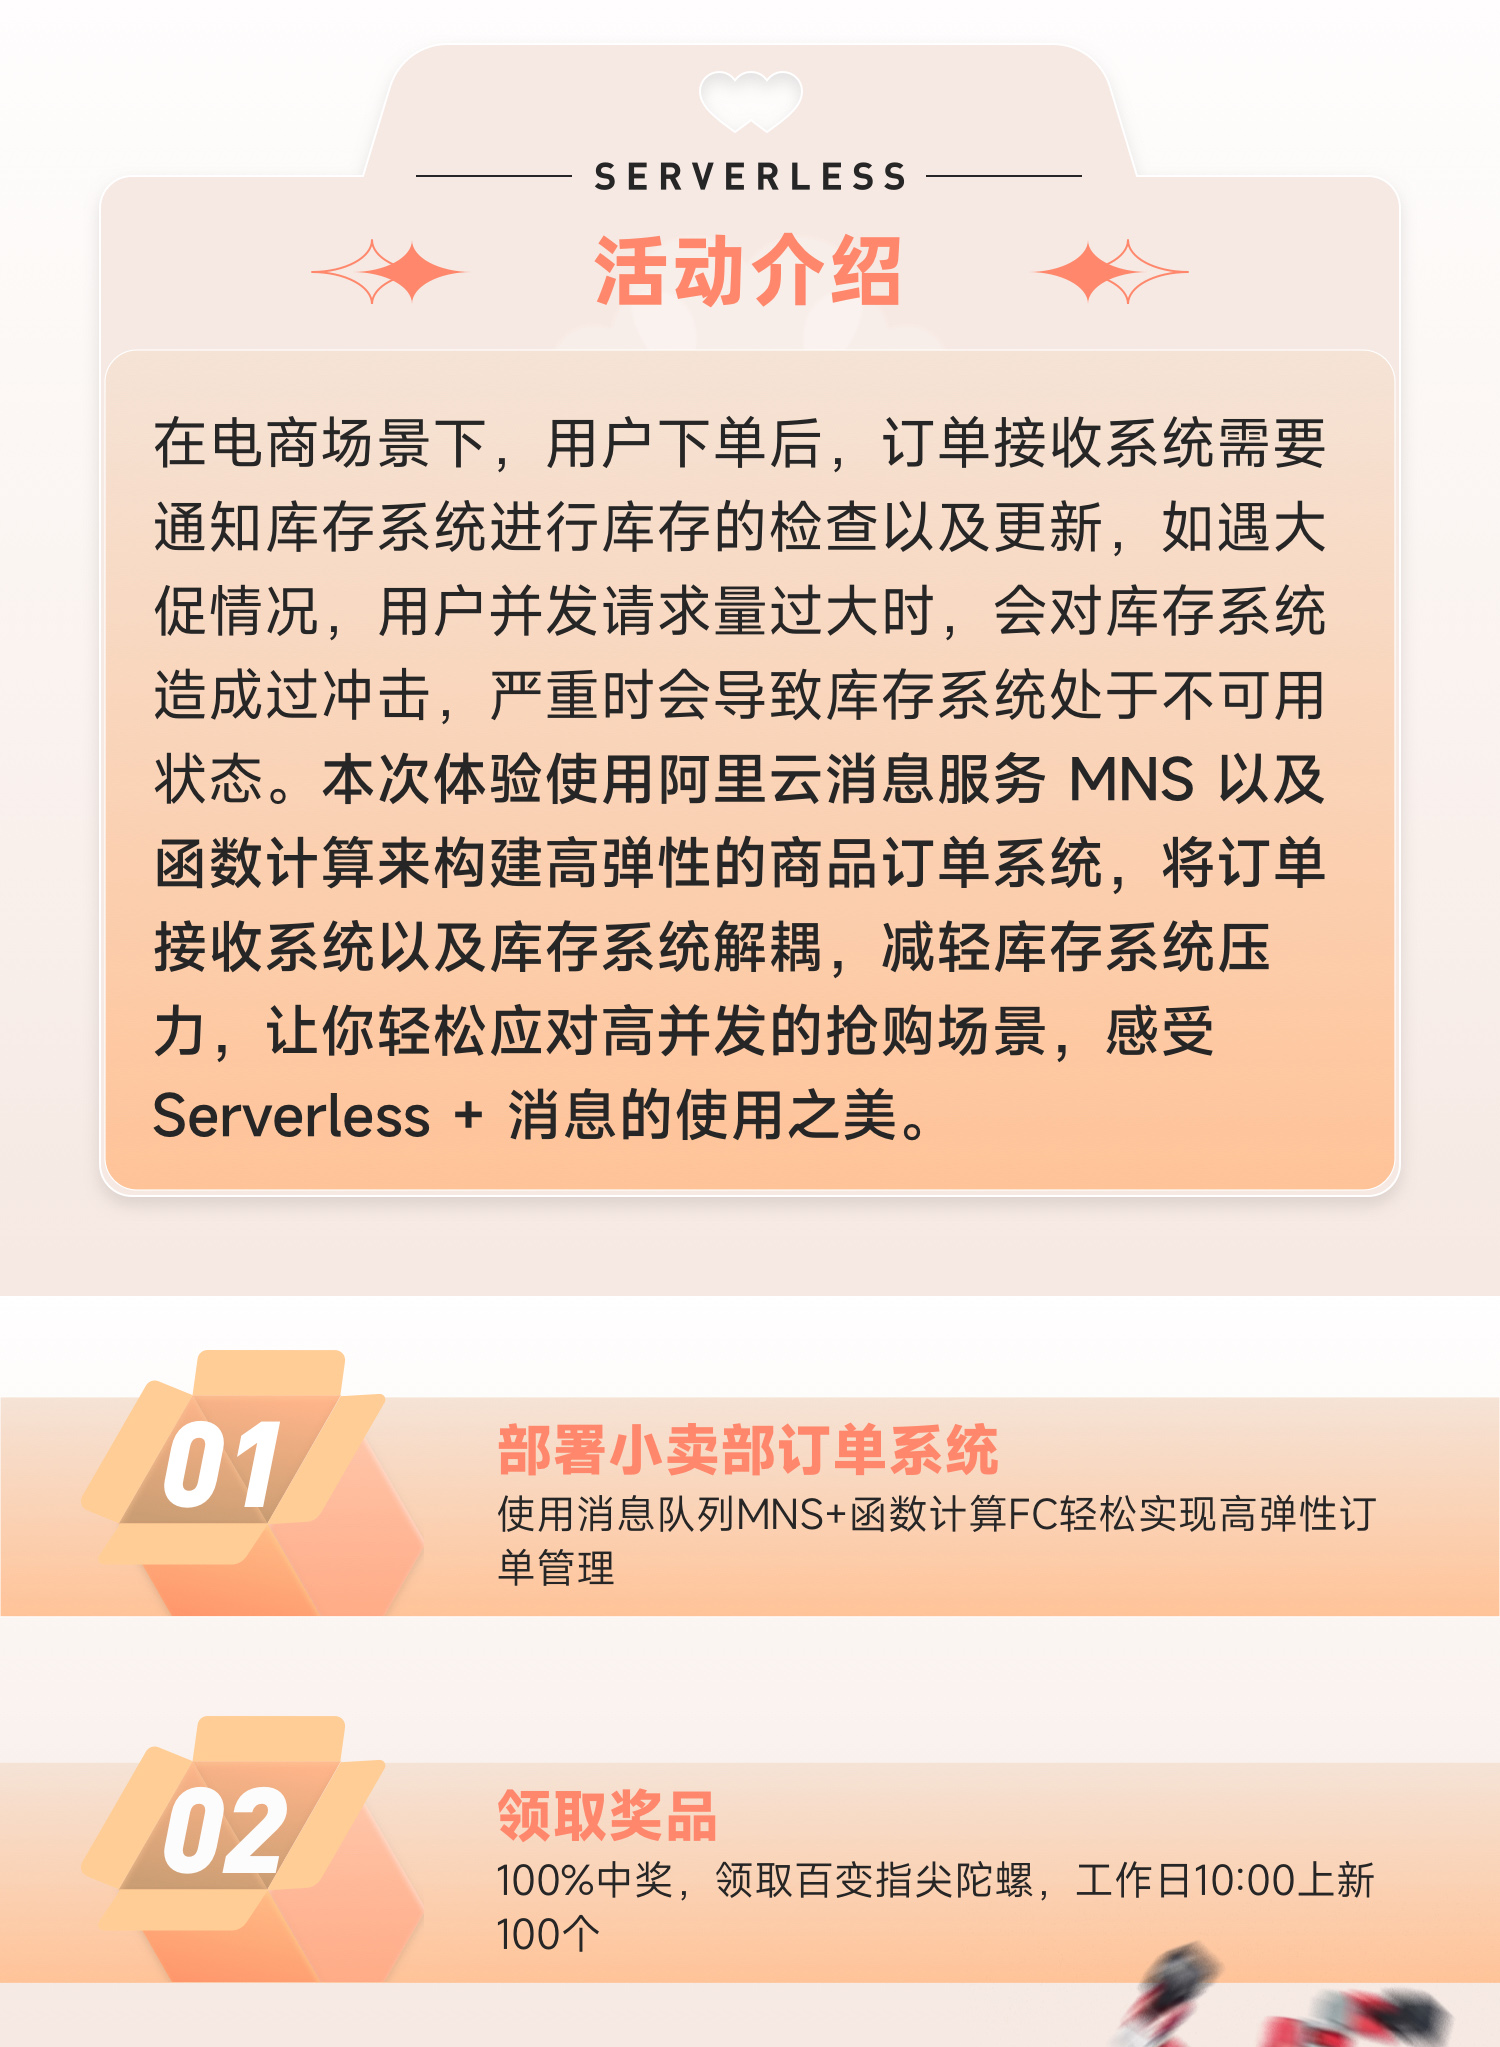 SERVERLESS
活动介绍
在电商场景下，用户下单后，订单接收系统需要
通知库存系统进行库存的检查以及更新，如遇大
促情况，用户并发请求量过大时，会对库存系统
造成过冲击，严重时会导致库存系统处于不可用
状态。本次体验使用阿里云消息服务 MNS 以及
函数计算来构建高弹性的商品订单系统，将订单
接收系统以及库存系统解耦，减轻库存系统压
力，让你轻松应对高并发的抢购场景，感受
Serverless + 消息的使用之美。
01
部署小卖部订单系统
使用消息队列MNS+函数计算FC轻松实现高弹性订
单管理
02
领取奖品
100%中奖，领取百变指尖陀螺，工作日10:00上新
100个